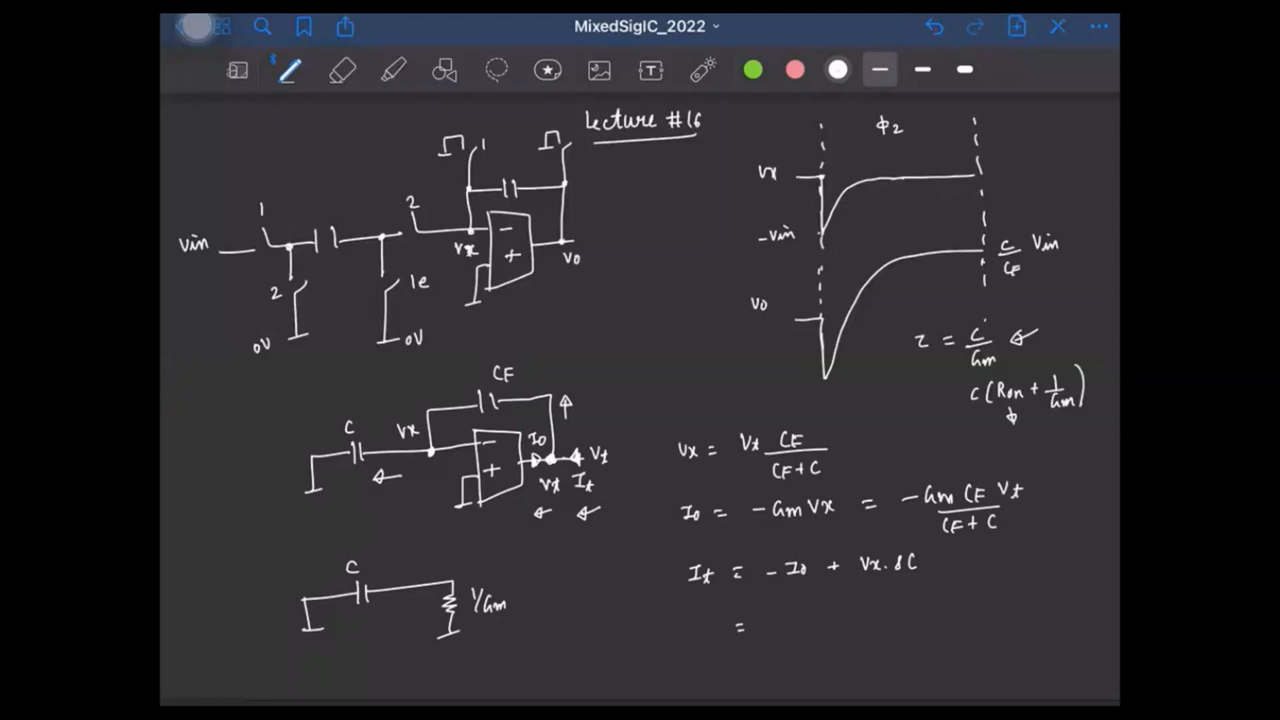 MixedSigIC_2022
T
Lecture #16
1
1
2
Vin
Vx
-
+
Vo
2
1e
0V
0V
Φ2
Vx
-Vin
C/CF Vin
Vo
τ = C/Gm
C(Ron + 1/Gm)
CF
C
Vx
-
+
Io
Vt
Vt
It
Vx = Vt CF/(CF + C)
Io = -Gm Vx = -Gm CF Vt/(CF + C)
It = -Io + Vx.sC
=
C
1/Gm